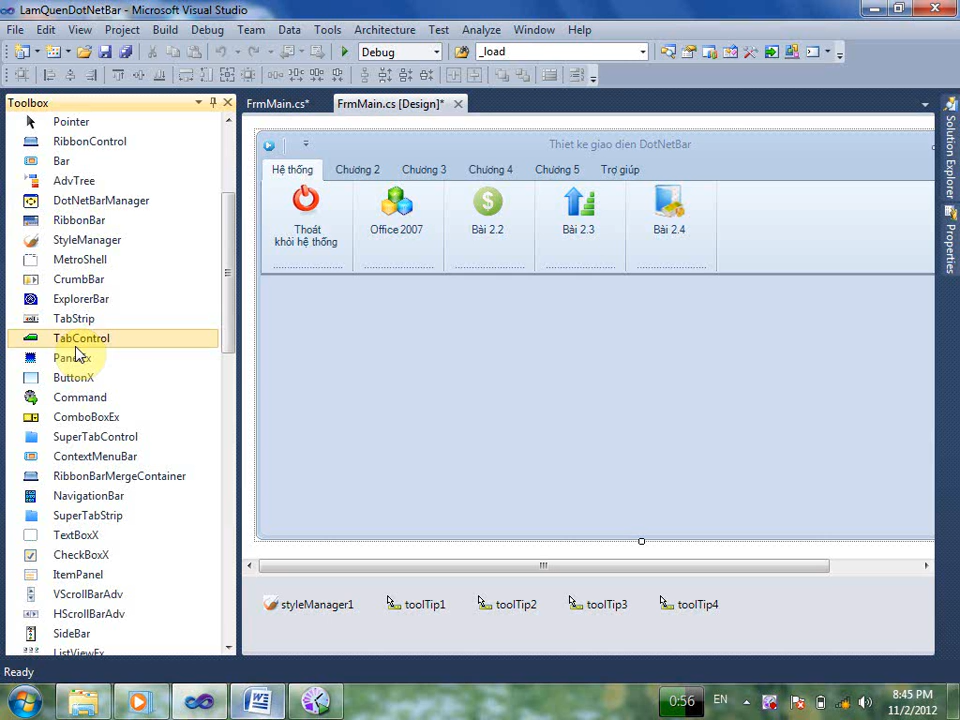 LamQuenDotNetBar - Microsoft Visual Studio
File Edit View Project Build Debug Team Data Tools Architecture Test Analyze Window Help
Debug _load
Toolbox
FrmMain.cs* FrmMain.cs [Design]*
Pointer
RibbonControl
Bar
AdvTree
DotNetBarManager
RibbonBar
StyleManager
MetroShell
CrumbBar
ExplorerBar
TabStrip
TabControl
PanelEx
ButtonX
Command
ComboBoxEx
SuperTabControl
ContextMenuBar
RibbonBarMergeContainer
NavigationBar
SuperTabStrip
TextBoxX
CheckBoxX
ItemPanel
VScrollBarAdv
HScrollBarAdv
SideBar
ListViewEx
Thiet ke giao dien DotNetBar
Hệ thống Chương 2 Chương 3 Chương 4 Chương 5 Trợ giúp
Thoát
khỏi hệ thống
Office 2007
Bài 2.2
Bài 2.3
Bài 2.4
styleManager1 toolTip1 toolTip2 toolTip3 toolTip4
Solution Explorer
Properties
Ready
0:56
EN
8:45 PM
11/2/2012